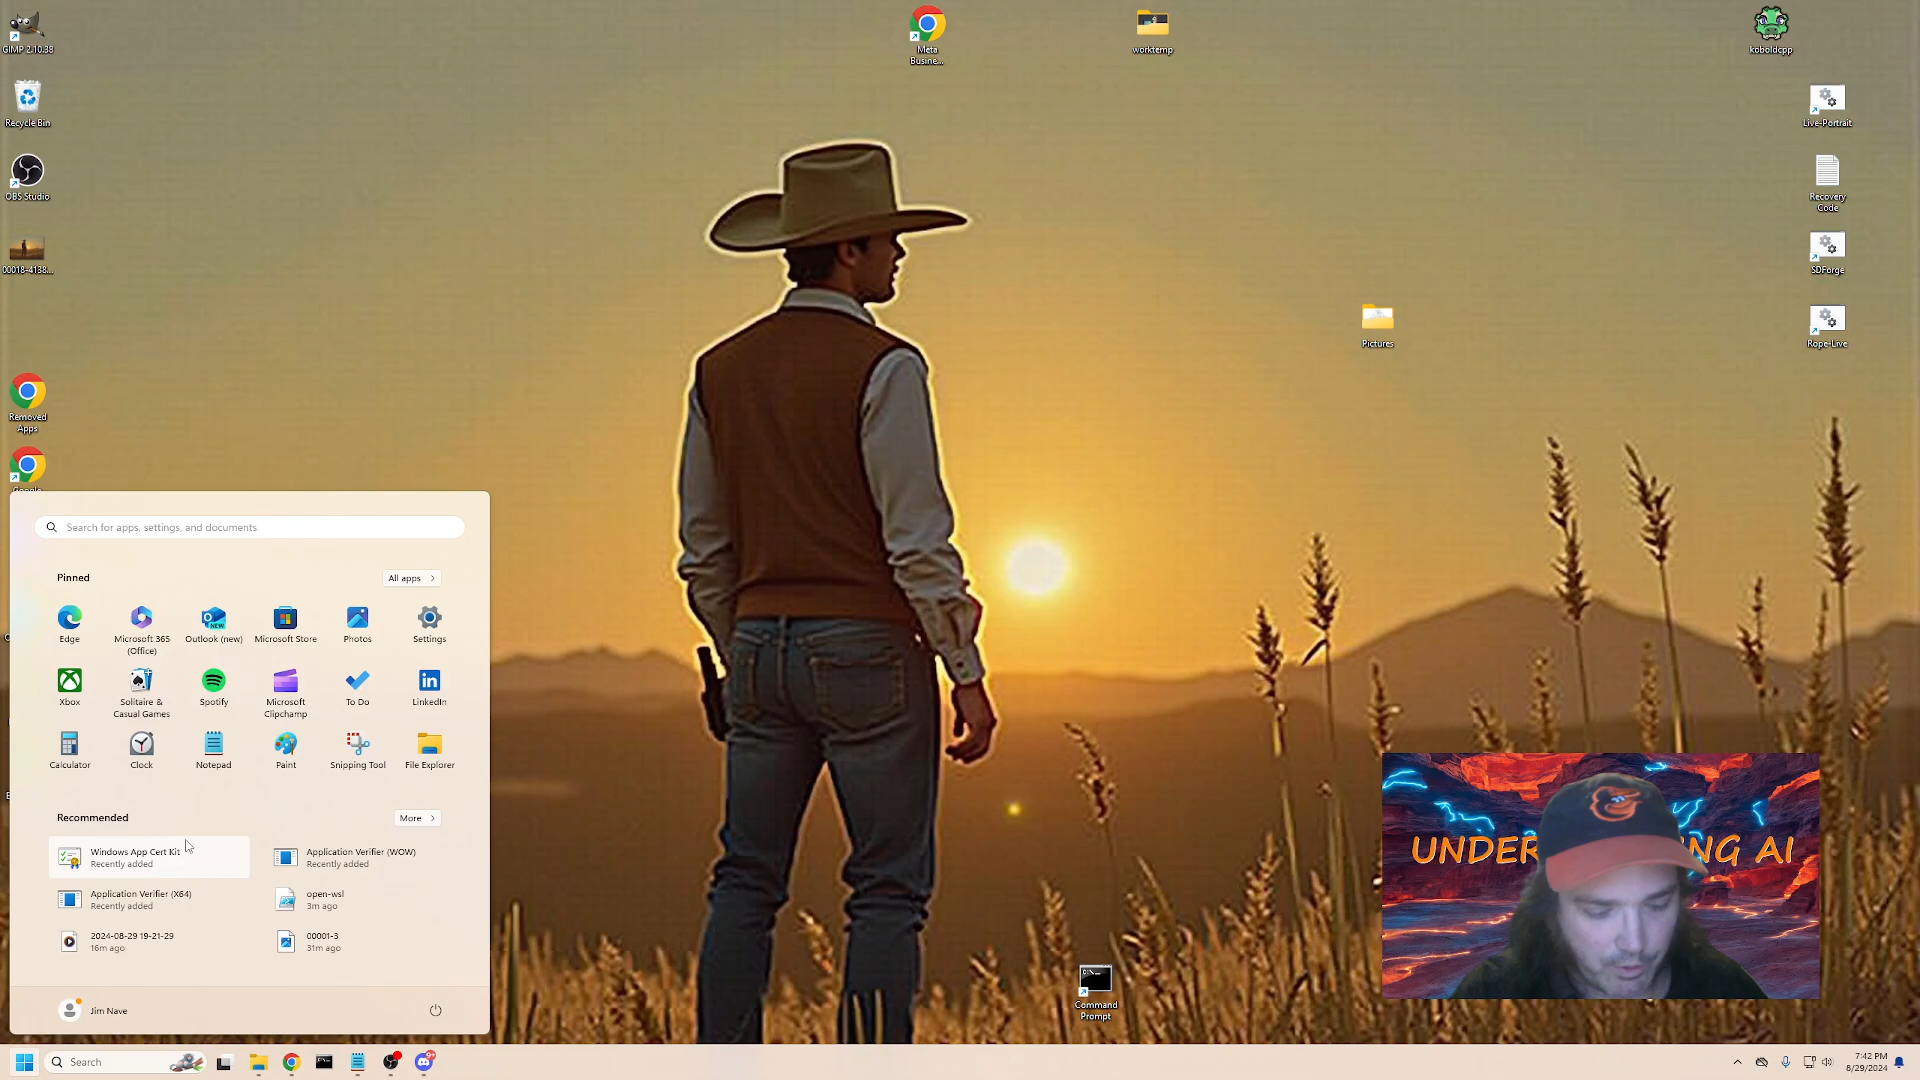 GIMP 2.10.38
Recycle Bin
OBS Studio
00018-4138...
Removed
Apps
Meta
Busine...
worktemp
koboldcpp
Live-Portrait
Recovery
Code
SDForge
Rope-Live
Pictures
Command
Prompt
Search for apps, settings, and documents
Pinned
All apps
Edge
Microsoft 365
(Office)
Outlook (new)
Microsoft Store
Photos
Settings
Xbox
Solitaire &
Casual Games
Spotify
Microsoft
Clipchamp
To Do
LinkedIn
Calculator
Clock
Notepad
Paint
Snipping Tool
File Explorer
Recommended
More
Windows App Cert Kit
Recently added
Application Verifier (WOW)
Recently added
Application Verifier (X64)
Recently added
open-wsl
3m ago
2024-08-29 19-21-29
16m ago
00001-3
31m ago
Jim Nave
UNDER NG AI
Search
7:42 PM
8/29/2024